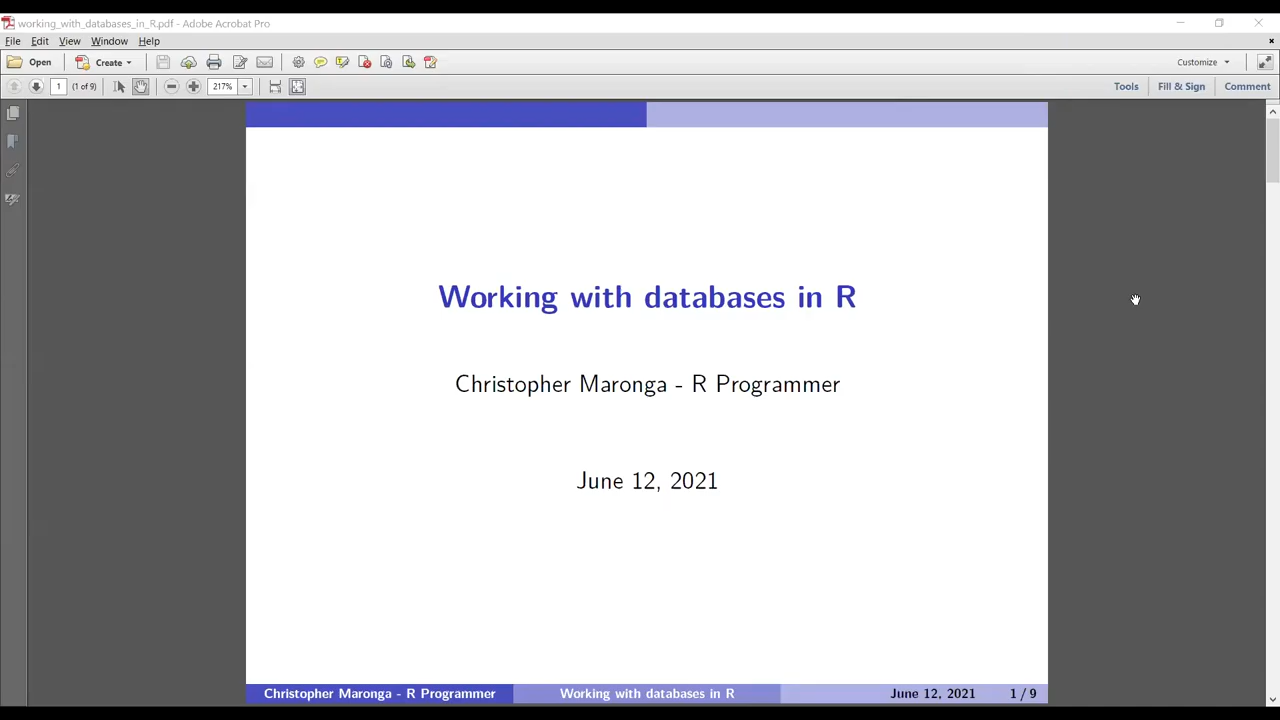 working_with_databases_in_R.pdf - Adobe Acrobat Pro
File Edit View Window Help
Open Create Customize
1 (1 of 9) 217% Tools Fill & Sign Comment
Working with databases in R
Christopher Maronga - R Programmer
June 12, 2021
Christopher Maronga - R Programmer Working with databases in R June 12, 2021 1 / 9